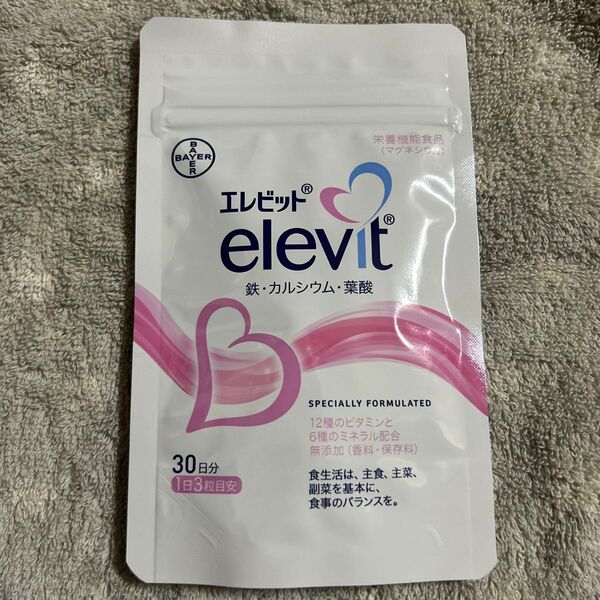 栄養機能食品
(マグネシウム)
BAYER
BAYER
エレビット®
elevit®
鉄・カルシウム・葉酸
SPECIALLY FORMULATED
12種のビタミンと
6種のミネラル配合
無添加(香料・保存料)
30日分
1日3粒目安
食生活は、主食、主菜、
副菜を基本に、
食事のバランスを。